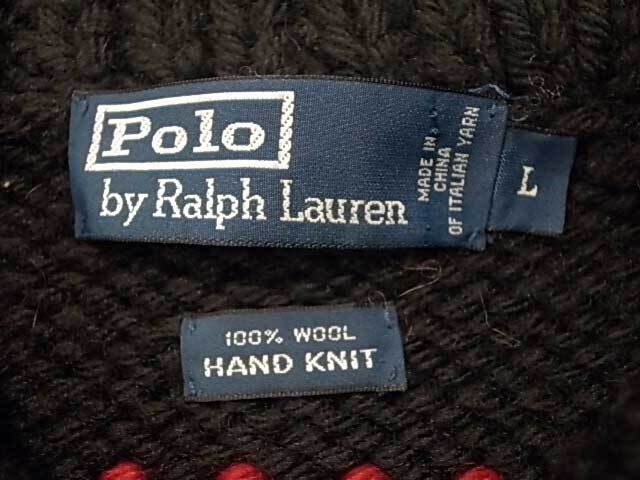 Polo
by Ralph Lauren
MADE IN
CHINA
OF ITALIAN YARN
L
100% WOOL
HAND KNIT